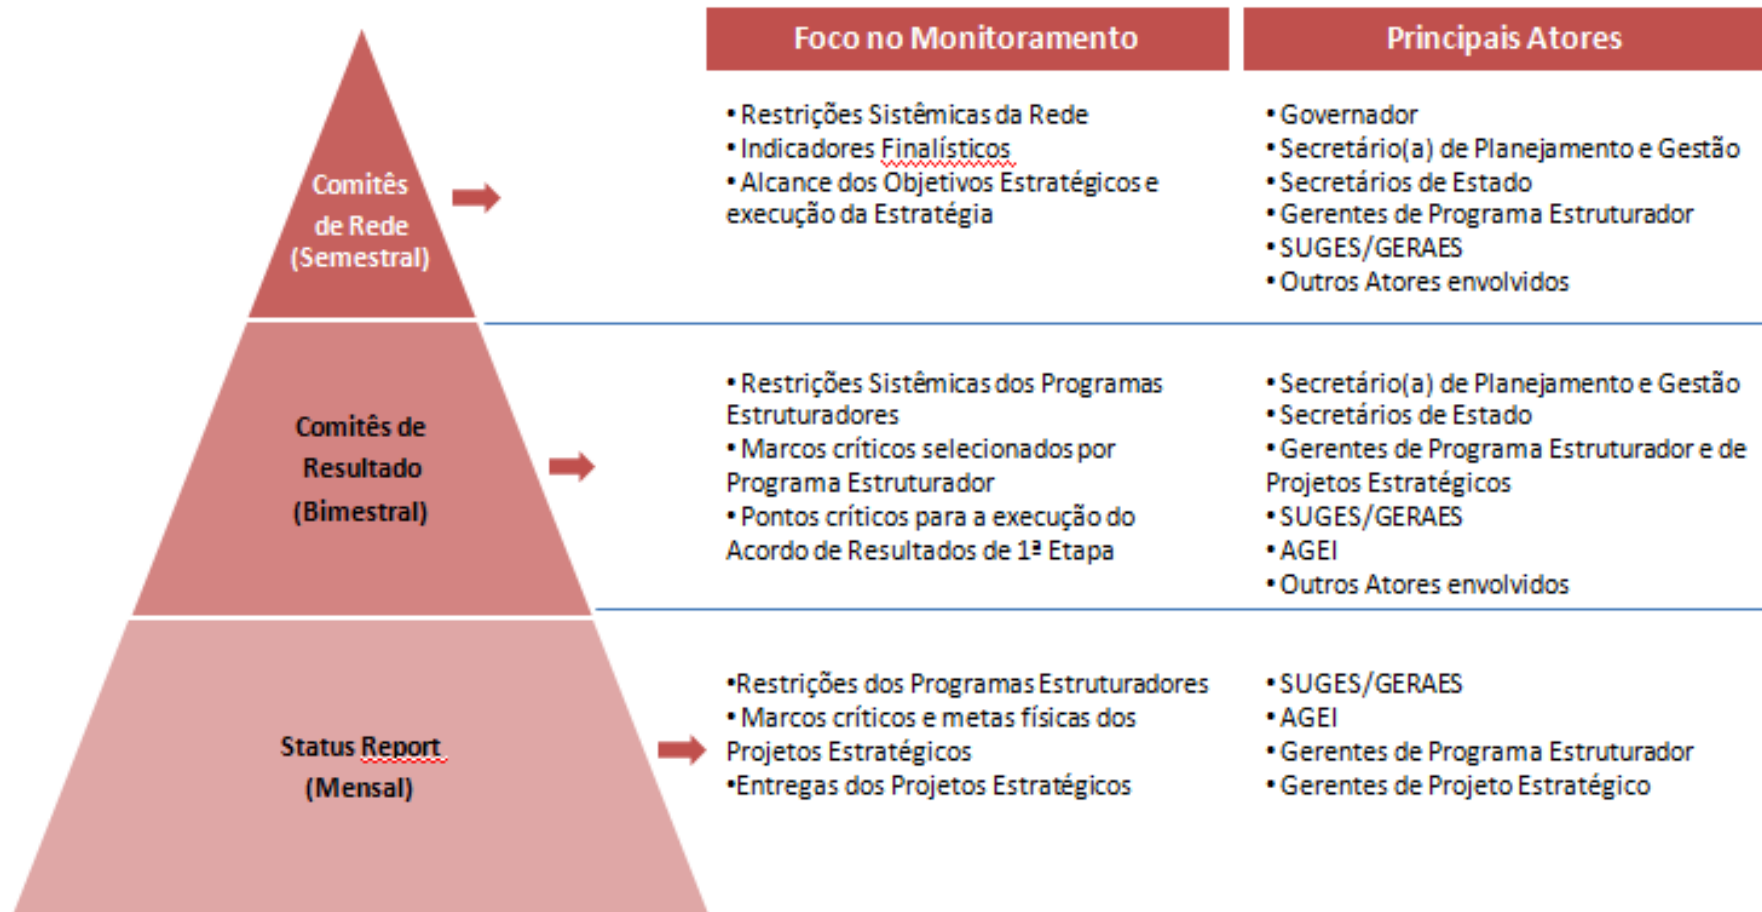 Foco no Monitoramento
Principais Atores
Comitês
de Rede
(Semestral)
• Restrições Sistêmicas da Rede
• Indicadores Finalísticos
• Alcance dos Objetivos Estratégicos e
execução da Estratégia
• Governador
• Secretário(a) de Planejamento e Gestão
• Secretários de Estado
• Gerentes de Programa Estruturador
• SUGES/GERAES
• Outros Atores envolvidos
Comitês de
Resultado
(Bimestral)
• Restrições Sistêmicas dos Programas
Estruturadores
• Marcos críticos selecionados por
Programa Estruturador
• Pontos críticos para a execução do
Acordo de Resultados de 1ª Etapa
• Secretário(a) de Planejamento e Gestão
• Secretários de Estado
• Gerentes de Programa Estruturador e de
Projetos Estratégicos
• SUGES/GERAES
• AGEI
• Outros Atores envolvidos
Status Report
(Mensal)
•Restrições dos Programas Estruturadores
• Marcos críticos e metas físicas dos
Projetos Estratégicos
•Entregas dos Projetos Estratégicos
• SUGES/GERAES
• AGEI
• Gerentes de Programa Estruturador
• Gerentes de Projeto Estratégico